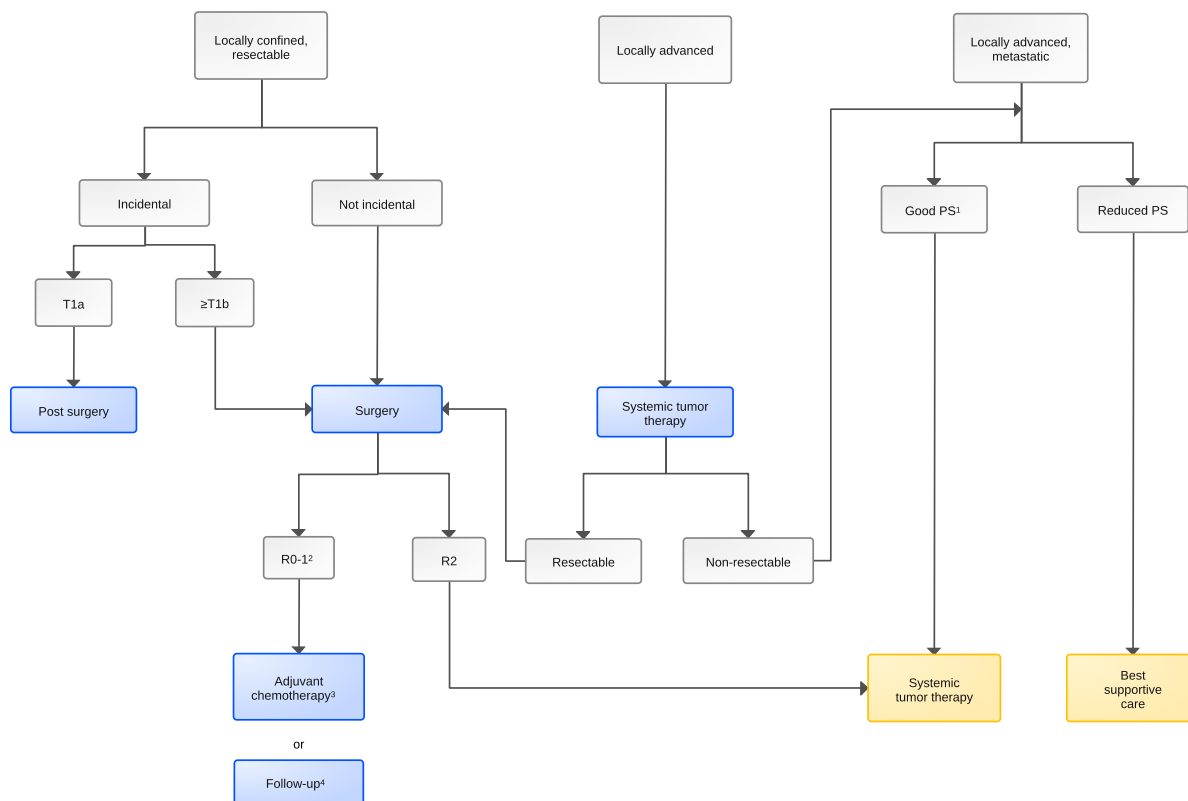 Locally confined,
resectable
Locally advanced
Locally advanced,
metastatic
Incidental
Not incidental
Good PS¹
Reduced PS
T1a
≥T1b
Post surgery
Surgery
Systemic tumor
therapy
R0-1²
R2
Resectable
Non-resectable
Adjuvant
chemotherapy³
Systemic
tumor therapy
Best
supportive
care
or
Follow-up⁴